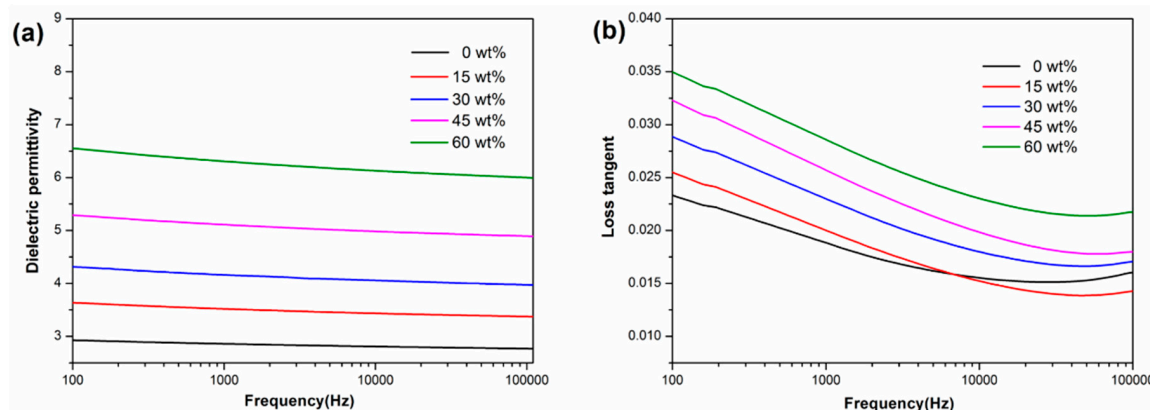 (a)
9
8
7
6
5
4
3
Dielectric permittivity
0 wt%
15 wt%
30 wt%
45 wt%
60 wt%
100 1000 10000 100000
Frequency(Hz)
(b)
0.040
0.035
0.030
0.025
0.020
0.015
0.010
Loss tangent
0 wt%
15 wt%
30 wt%
45 wt%
60 wt%
100 1000 10000 100000
Frequency(Hz)